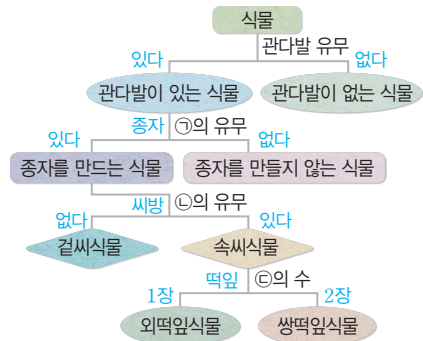 식물
관다발 유무
있다 없다
관다발이 있는 식물 관다발이 없는 식물
있다 종자 ㉠의 유무 없다
종자를 만드는 식물 종자를 만들지 않는 식물
없다 씨방 ㉡의 유무 있다
겉씨식물 속씨식물
1장 떡잎 ㉢의 수 2장
외떡잎식물 쌍떡잎식물